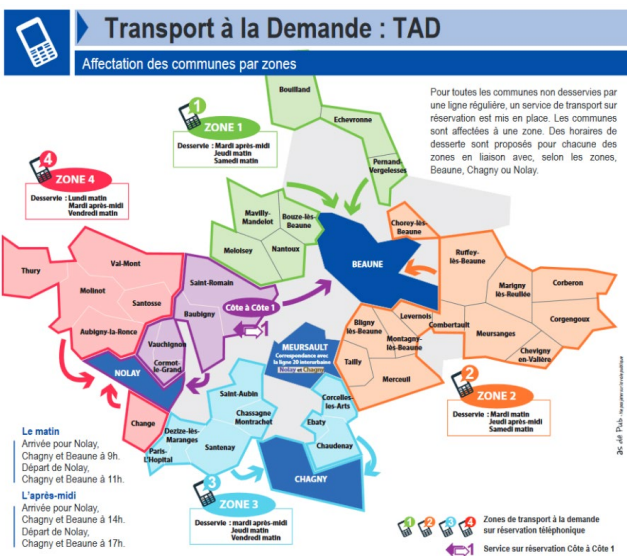 Transport à la Demande : TAD
Affectation des communes par zones
Pour toutes les communes non desservies par
une ligne régulière, un service de transport sur
réservation est mis en place. Les communes
sont affectées à une zone. Des horaires de
desserte sont proposés pour chacune des
zones en liaison avec, selon les zones,
Beaune, Chagny ou Nolay.
1
ZONE 1
Desservie : Mardi après-midi
Jeudi matin
Samedi matin
Bouilland
Echevronne
Pernand-
Vergelesses
4
ZONE 4
Desservie : Lundi matin
Mardi après-midi
Vendredi matin
Mavilly-
Mandelot
Bouze-lès-
Beaune
Meloisey
Nantoux
Chorey-lès-
Beaune
BEAUNE
Ruffey-
lès-Beaune
Marigny
lès-Reullée
Corberon
Corgengoux
Combertault
Meursanges
Chevigny
en-Vallère
Thury
Val-Mont
Molinot
Santosse
Aubigny-la-Ronce
Saint-Romain
Côte à Côte 1
Baubigny
1
Vauchignon
Cormot-
le-Grand
NOLAY
Change
MEURSAULT
Correspondance avec
la ligne 20 interurbaine
Nolay et Chagny
Bligny
lès-Beaune
Levernois
Montagny-
lès-Beaune
Tailly
Merceuil
2
ZONE 2
Desservie : Mardi matin
Jeudi après-midi
Samedi matin
Saint-Aubin
Chassagne
Montrachet
Corcelles-
les-Arts
Ebaty
Chaudenay
Dezize-lès-
Maranges
Paris-
L'Hopital
Santenay
CHAGNY
3
ZONE 3
Desservie : mardi après-midi
Jeudi matin
Vendredi matin
Le matin
Arrivée pour Nolay,
Chagny et Beaune à 9h.
Départ de Nolay,
Chagny et Beaune à 11h.
L'après-midi
Arrivée pour Nolay,
Chagny et Beaune à 14h.
Départ de Nolay,
Chagny et Beaune à 17h.
1 2 3 4
Zones de transport à la demande
sur réservation téléphonique
1
Service sur réservation Côte à Côte 1